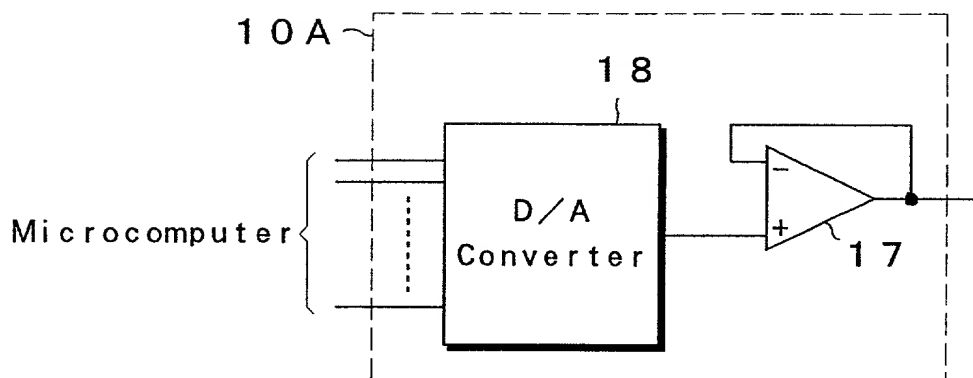 10A
18
D/A
Converter
Microcomputer
−
+
17